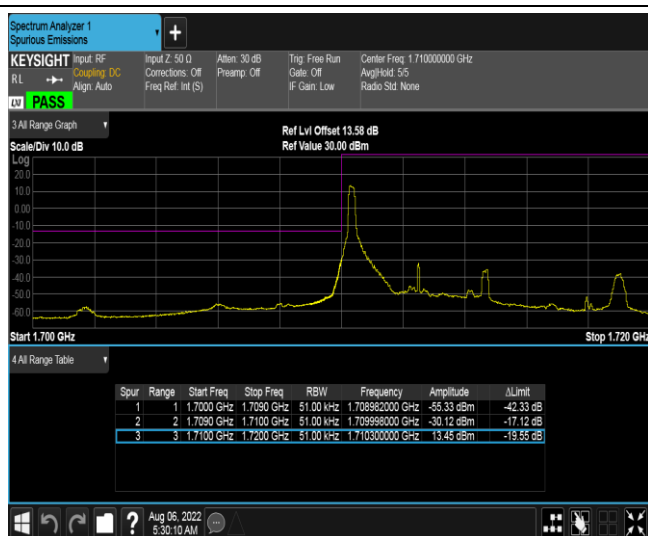 Spectrum Analyzer 1
Spurious Emissions
KEYSIGHT Input: RF Input Z: 50 Ω Atten: 30 dB Trig: Free Run Center Freq: 1.710000000 GHz
RL Coupling: DC Corrections: Off Preamp: Off Gate: Off Avg|Hold: 5/5
Align: Auto Freq Ref: Int (S) IF Gain: Low Radio Std: None
LXI PASS
3 All Range Graph
Ref Lvl Offset 13.58 dB
Scale/Div 10.0 dB Ref Value 30.00 dBm
Log
20.0
10.0
0.00
-10.0
-20.0
-30.0
-40.0
-50.0
-60.0
Start 1.700 GHz Stop 1.720 GHz
4 All Range Table
Spur Range Start Freq Stop Freq RBW Frequency Amplitude ΔLimit
1 1 1.7000 GHz 1.7090 GHz 51.00 kHz 1.708982000 GHz -55.33 dBm -42.33 dB
2 2 1.7090 GHz 1.7100 GHz 51.00 kHz 1.709998000 GHz -30.12 dBm -17.12 dB
3 3 1.7100 GHz 1.7200 GHz 51.00 kHz 1.710300000 GHz 13.45 dBm -19.55 dB
? Aug 06, 2022
5:30:10 AM